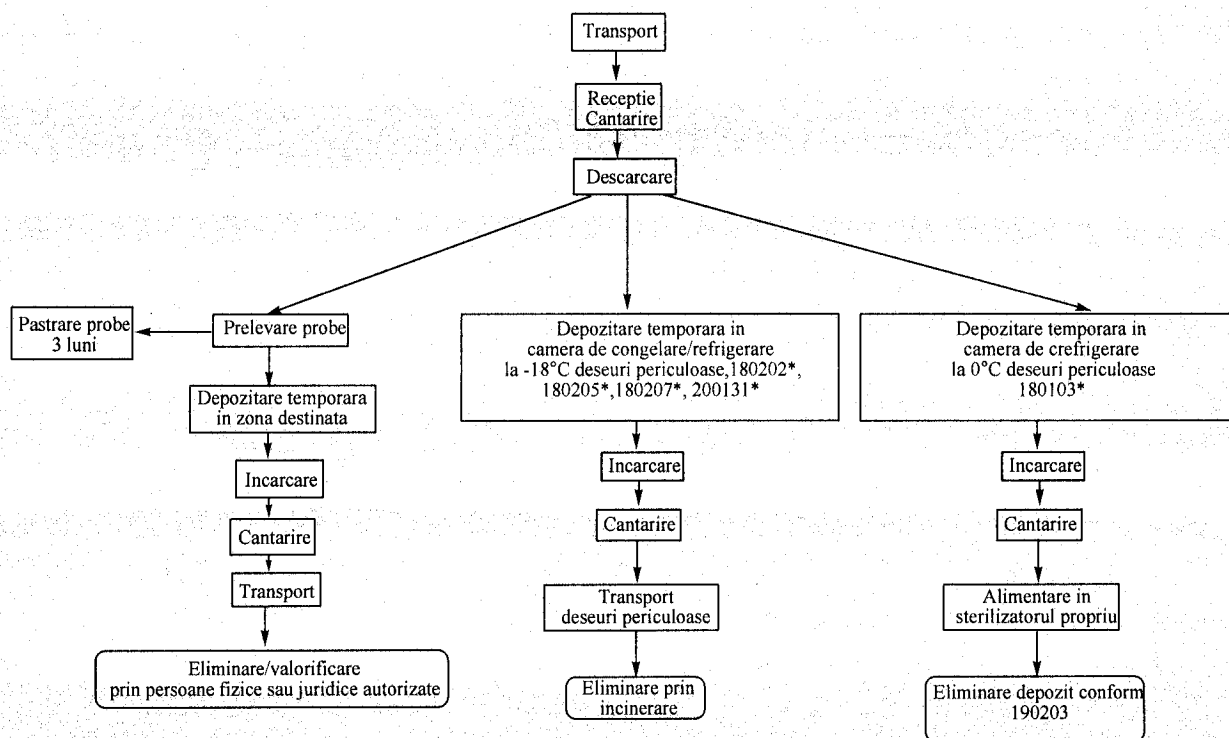 Transport
Receptie
Cantarire
Descarcare
Pastrare probe
3 luni
Prelevare probe
Depozitare temporara
in zona destinata
Incarcare
Cantarire
Transport
Eliminare/valorificare
prin persoane fizice sau juridice autorizate
Depozitare temporara in
camera de congelare/refrigerare
la -18°C deseuri periculoase,180202*,
180205*,180207*, 200131*
Incarcare
Cantarire
Transport
deseuri periculoase
Eliminare prin
incinerare
Depozitare temporara in
camera de crefrigerare
la 0°C deseuri periculoase
180103*
Incarcare
Cantarire
Alimentare in
sterilizatorul propriu
Eliminare depozit conform
190203